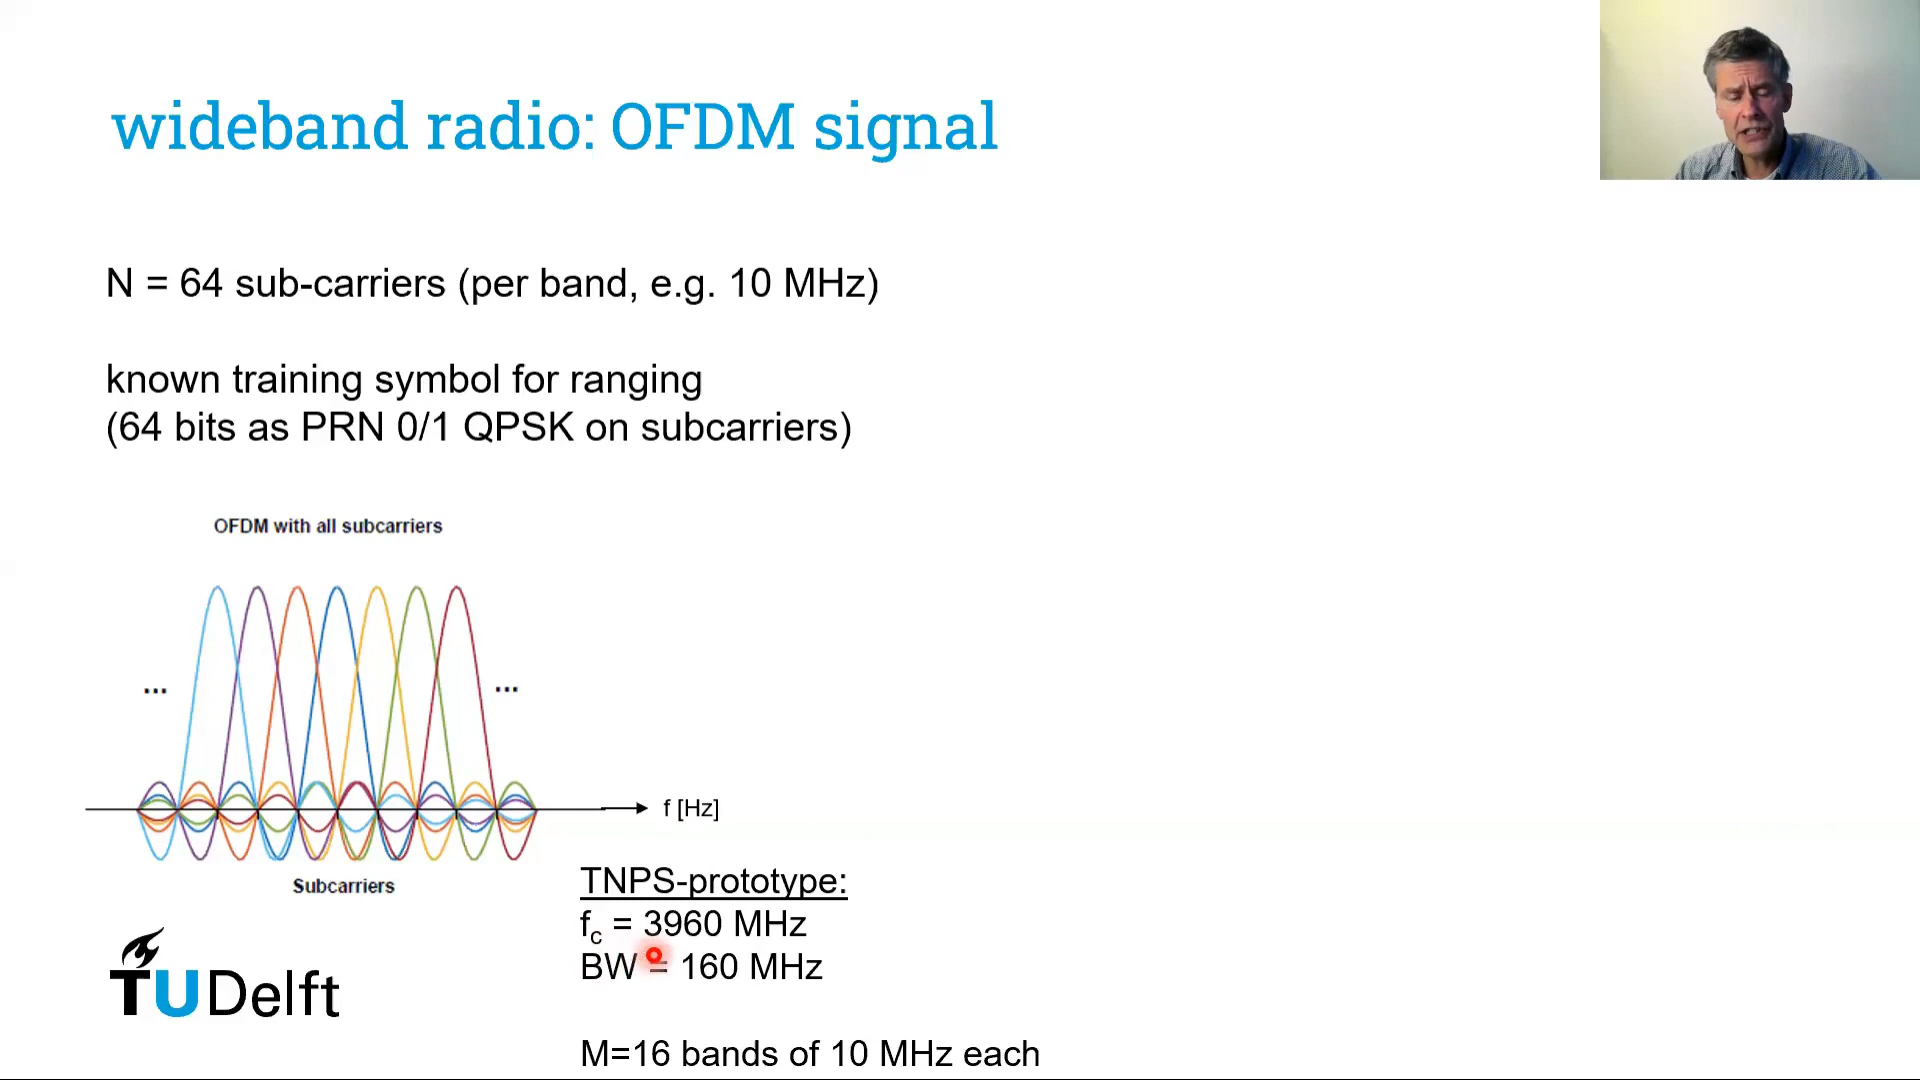 wideband radio: OFDM signal
N = 64 sub-carriers (per band, e.g. 10 MHz)
known training symbol for ranging
(64 bits as PRN 0/1 QPSK on subcarriers)
OFDM with all subcarriers
... ...
f [Hz]
Subcarriers
TNPS-prototype:
fc = 3960 MHz
BW = 160 MHz
M=16 bands of 10 MHz each
TUDelft